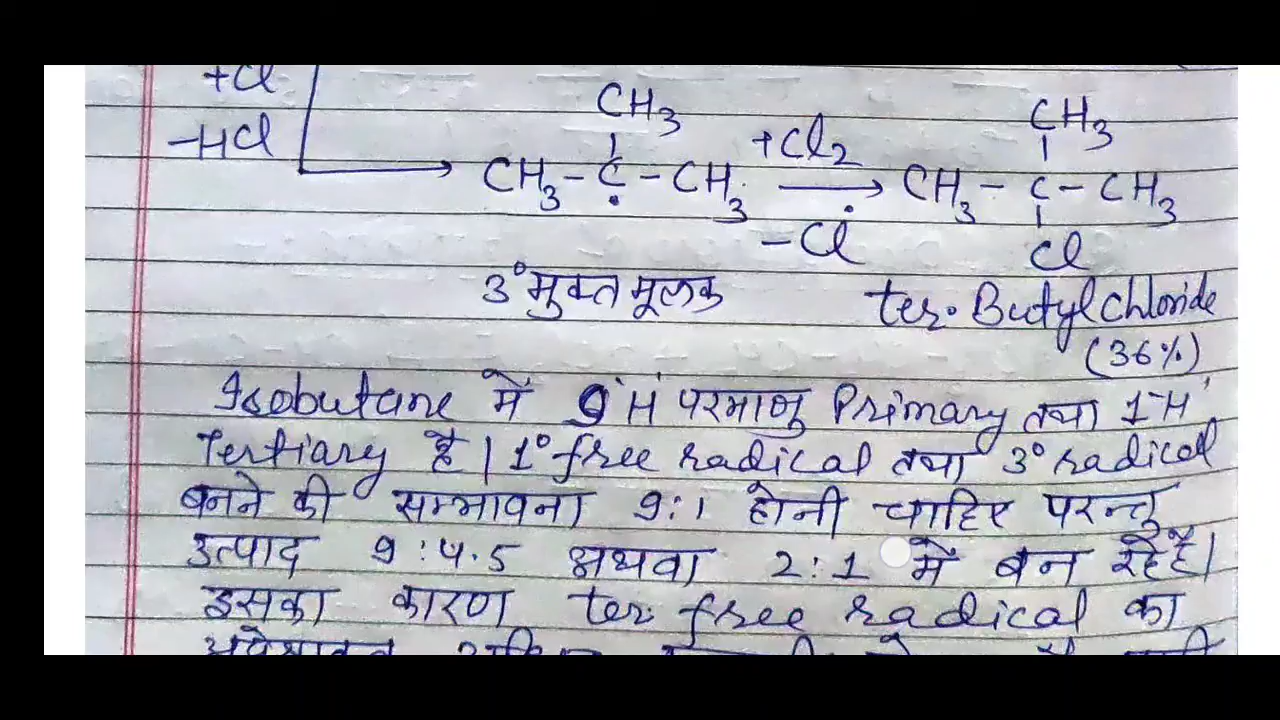 +Cl
CH3
CH3
-HCl
CH3-C-CH3 +Cl2 → CH3-C-CH3
-Cl
Cl
3° मुक्त मूलक
ter. Butyl chloride
(36%)
Isobutane में 9'H' परमाणु Primary तथा 1'H'
Tertiary है। 1° free radical तथा 3° radical
बनने की सम्भावना 9:1 होनी चाहिए परन्तु
उत्पाद 9:4.5 अथवा 2:1 में बन रहे हैं।
इसका कारण ter. free radical का